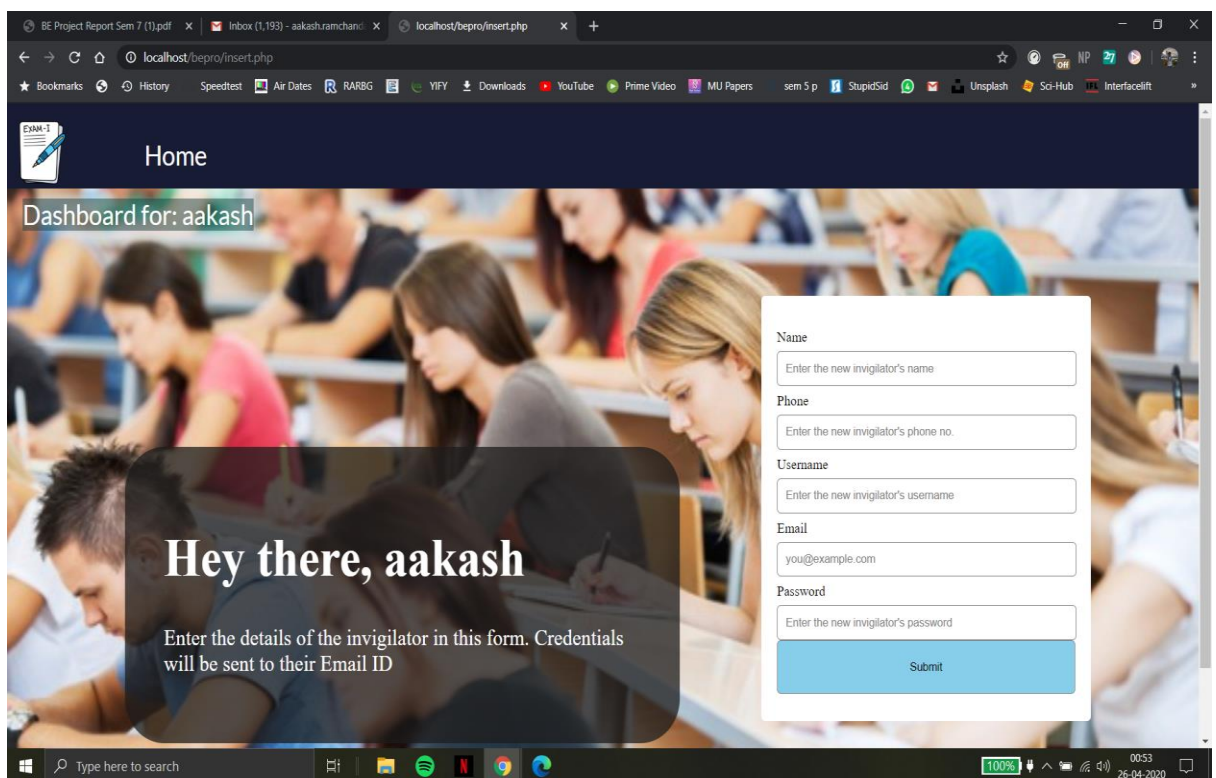 BE Project Report Sem 7 (1).pdf
Inbox (1,193) - aakash.ramchand
localhost/bepro/insert.php
localhost/bepro/insert.php
Off
NP
27
Bookmarks
History
Speedtest
Air Dates
RARBG
YIFY
Downloads
YouTube
Prime Video
MU Papers
sem 5 p
StupidSid
Unsplash
Sci-Hub
Interfacelift
»
EXAM-I
Home
Dashboard for: aakash
Name
Enter the new invigilator's name
Phone
Enter the new invigilator's phone no.
Username
Enter the new invigilator's username
Email
you@example.com
Password
Enter the new invigilator's password
Submit
Hey there, aakash
Enter the details of the invigilator in this form. Credentials
will be sent to their Email ID
Type here to search
100%
00:53
26-04-2020